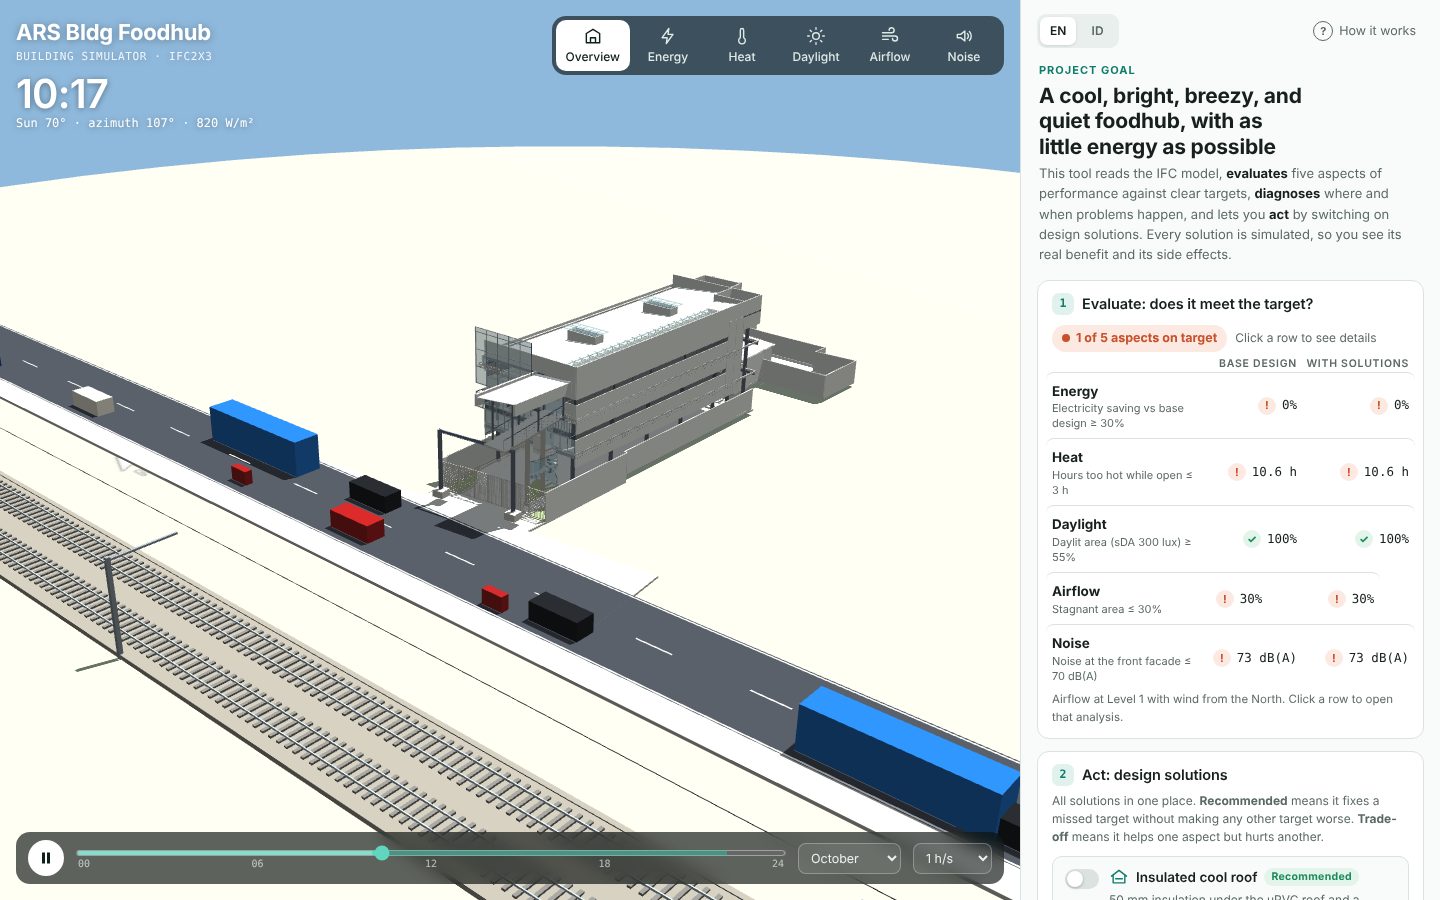 ARS Bldg Foodhub
BUILDING SIMULATOR · IFC2X3
10:17
Sun 70° · azimuth 107° · 820 W/m²
Overview
Energy
Heat
Daylight
Airflow
Noise
00
06
12
18
24
October
1 h/s
EN
ID
? How it works
PROJECT GOAL
A cool, bright, breezy, and
quiet foodhub, with as
little energy as possible
This tool reads the IFC model, evaluates five aspects of
performance against clear targets, diagnoses where and
when problems happen, and lets you act by switching on
design solutions. Every solution is simulated, so you see its
real benefit and its side effects.
1 Evaluate: does it meet the target?
1 of 5 aspects on target Click a row to see details
BASE DESIGN WITH SOLUTIONS
Energy
Electricity saving vs base
design ≥ 30%
! 0% ! 0%
Heat
Hours too hot while open ≤
3 h
! 10.6 h ! 10.6 h
Daylight
Daylit area (sDA 300 lux) ≥
55%
100% 100%
Airflow
Stagnant area ≤ 30%
! 30% ! 30%
Noise
Noise at the front facade ≤
70 dB(A)
! 73 dB(A) ! 73 dB(A)
Airflow at Level 1 with wind from the North. Click a row to open
that analysis.
2 Act: design solutions
All solutions in one place. Recommended means it fixes a
missed target without making any other target worse. Trade-
off means it helps one aspect but hurts another.
Insulated cool roof Recommended
50 mm insulation under the uPVC roof and a